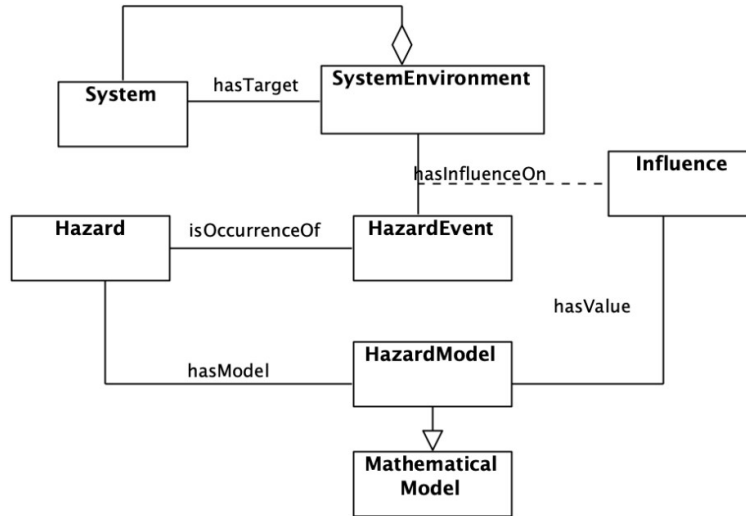 SystemEnvironment
System
hasTarget
Influence
hasInfluenceOn
Hazard
isOccurrenceOf
HazardEvent
hasValue
HazardModel
hasModel
Mathematical
Model